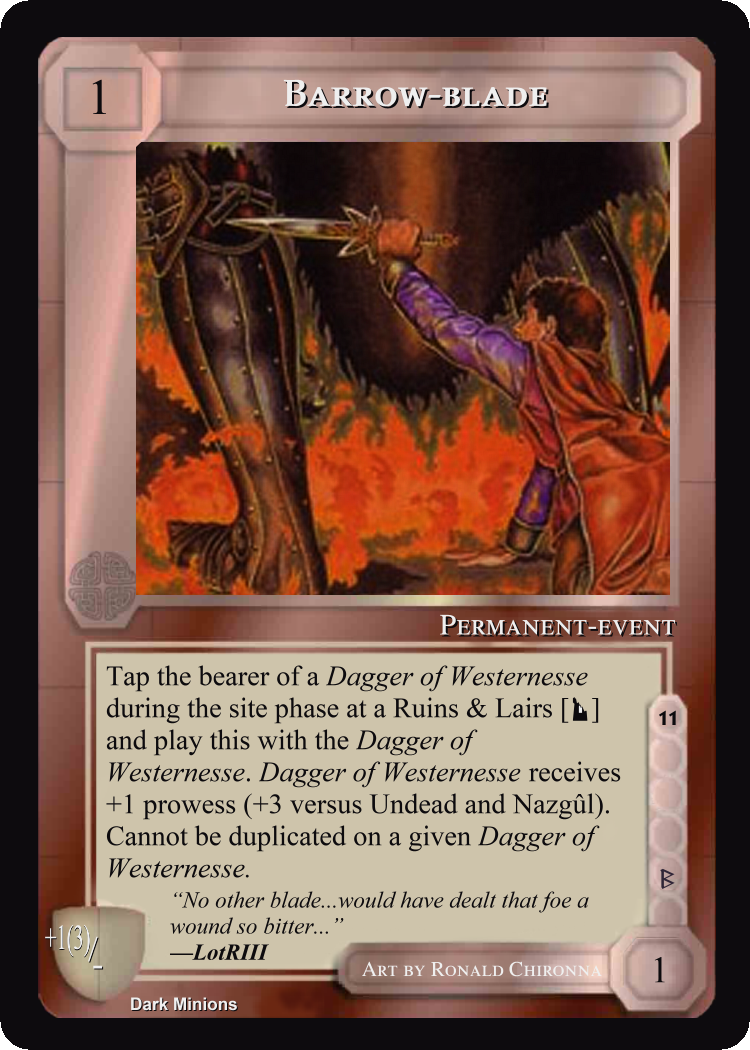 1
BARROW-BLADE
PERMANENT-EVENT
Tap the bearer of a Dagger of Westernesse
during the site phase at a Ruins & Lairs [ ]
and play this with the Dagger of
Westernesse. Dagger of Westernesse receives
+1 prowess (+3 versus Undead and Nazgûl).
Cannot be duplicated on a given Dagger of
Westernesse.
“No other blade...would have dealt that foe a
wound so bitter...”
—LotRIII
11
ᛒ
+1(3)/-
ART BY RONALD CHIRONNA
1
Dark Minions